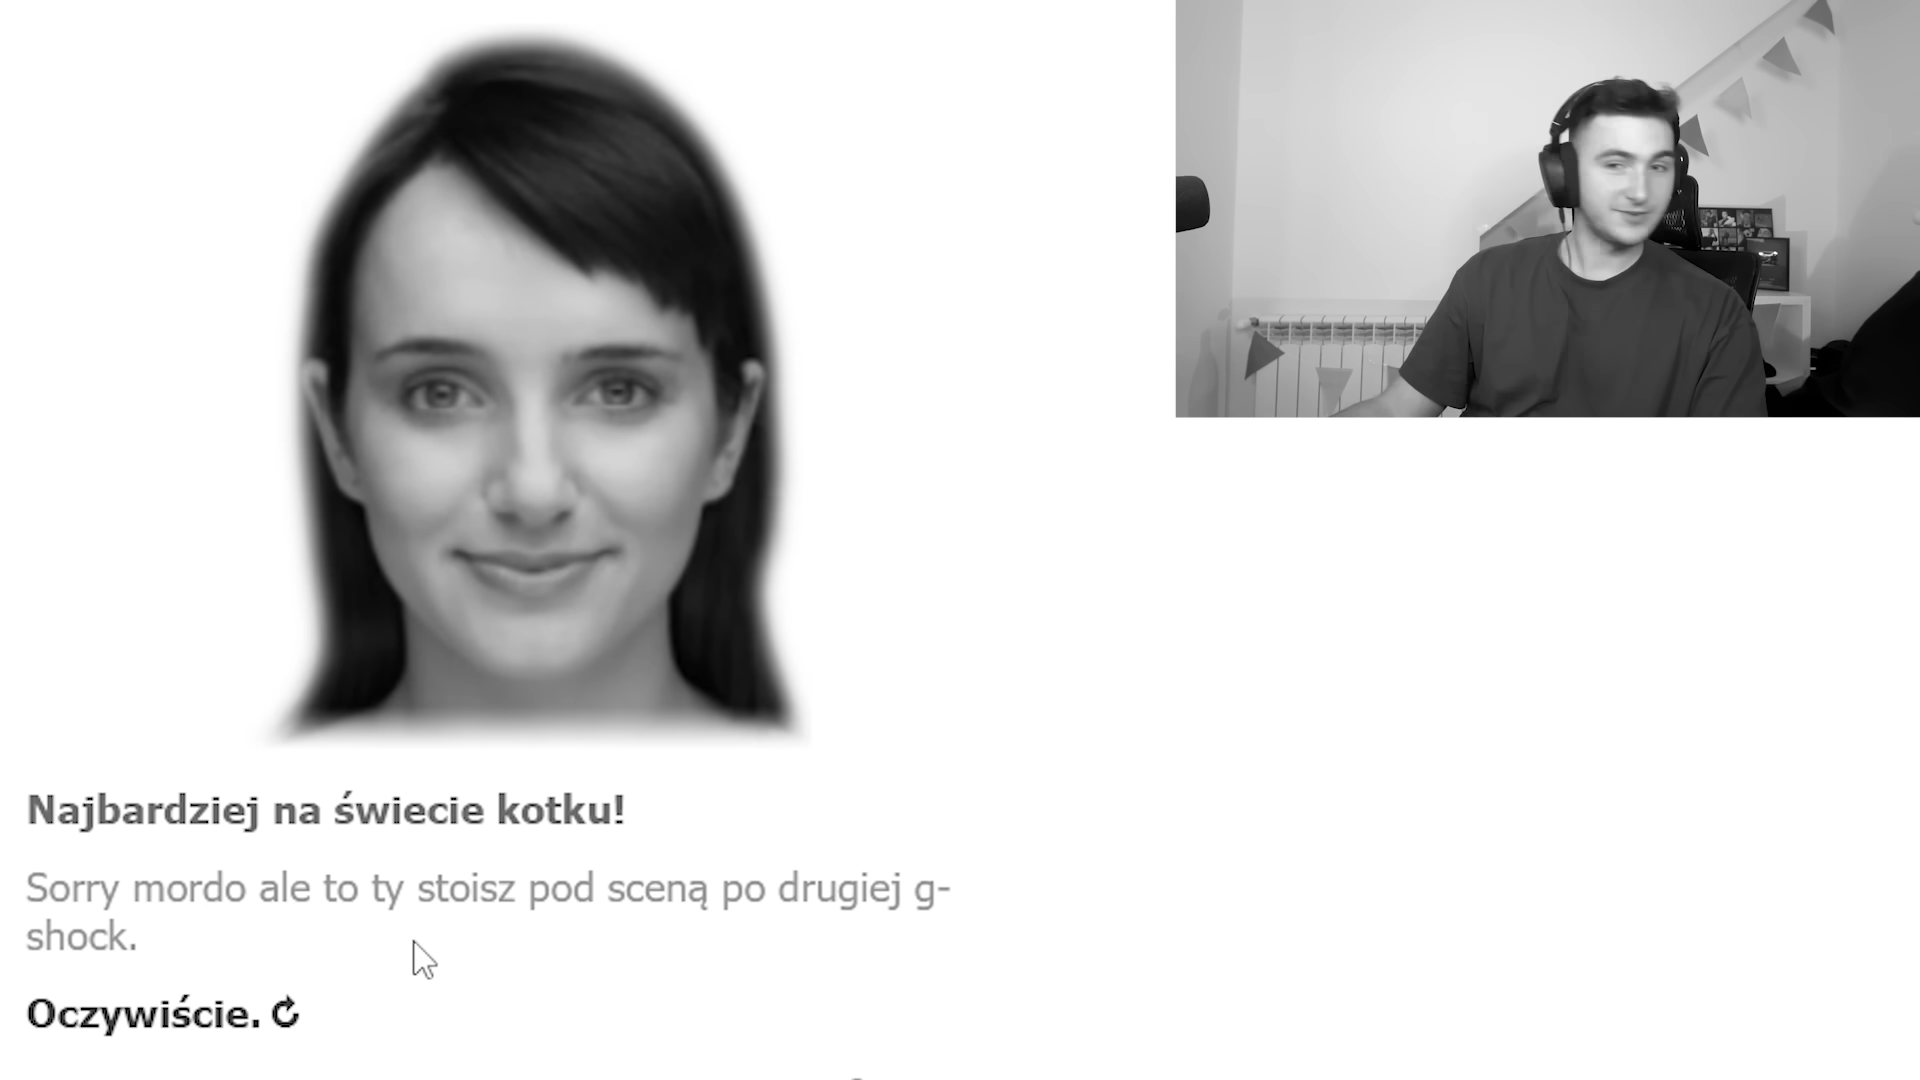 Najbardziej na świecie kotku!
Sorry mordo ale to ty stoisz pod sceną po drugiej g-
shock.
Oczywiście.